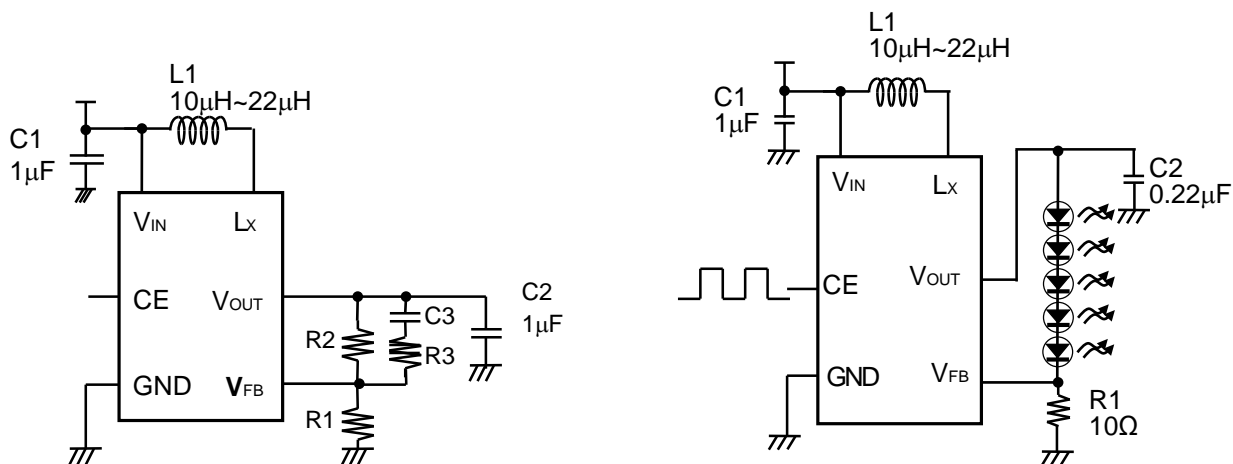 L1
10μH~22μH
C1
1μF
VIN
LX
CE
VOUT
GND
VFB
R2
C3
R3
R1
C2
1μF
L1
10μH~22μH
C1
1μF
VIN
LX
CE
VOUT
GND
VFB
C2
0.22μF
R1
10Ω